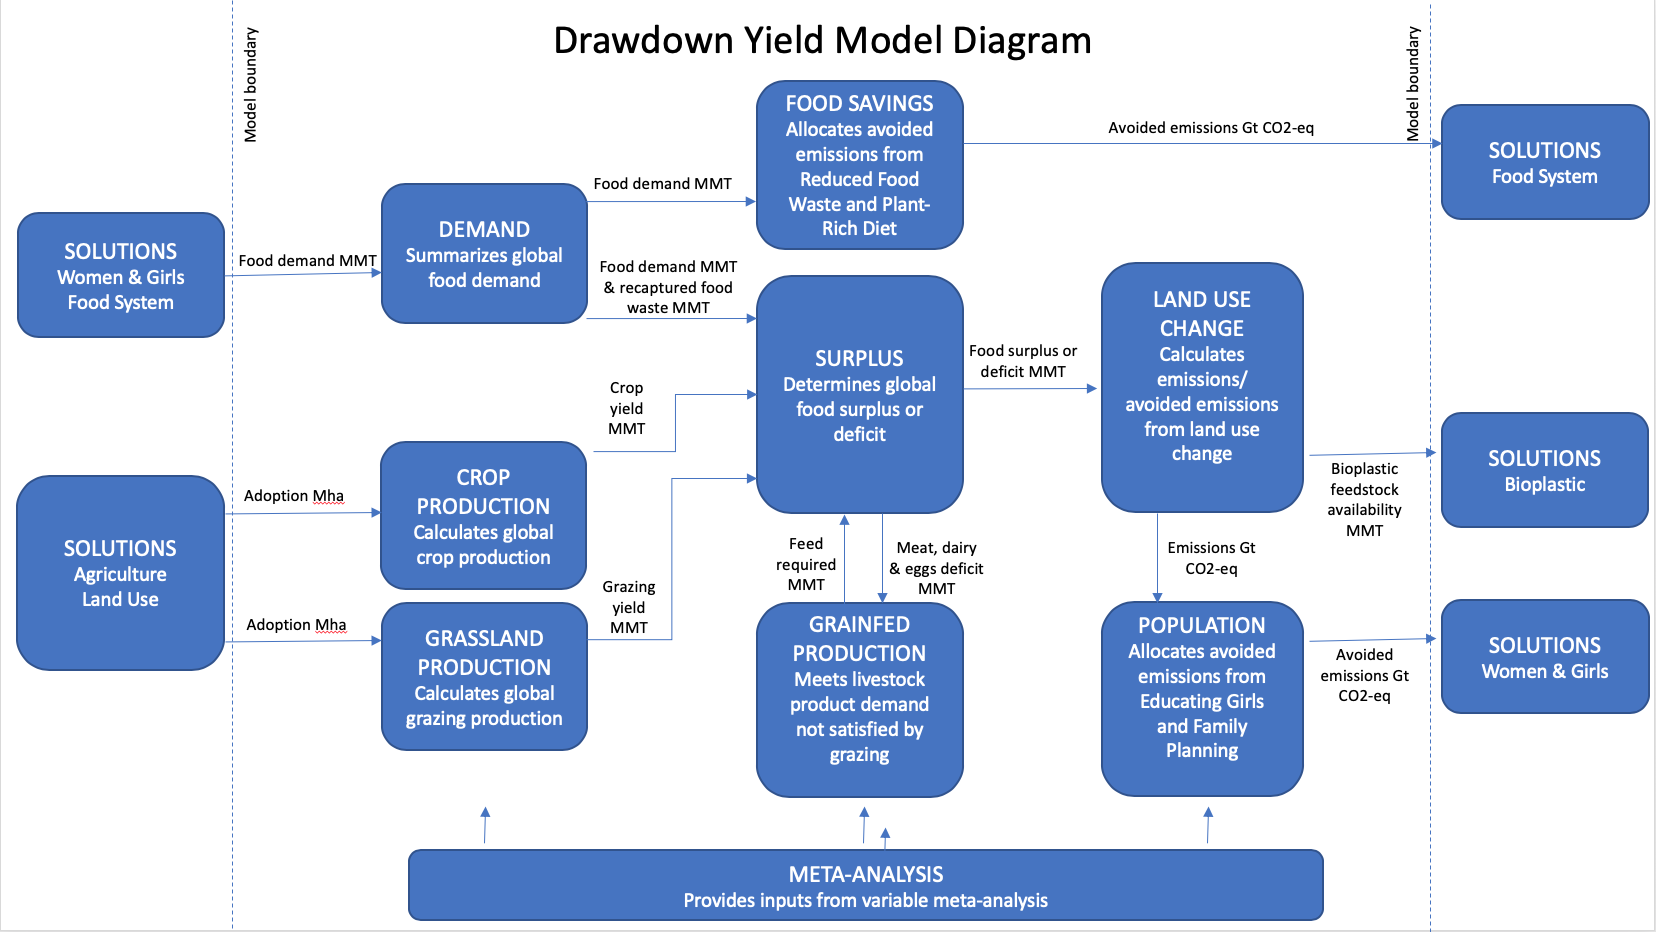 Drawdown Yield Model Diagram
Model boundary
Model boundary
SOLUTIONS
Women & Girls
Food System
Food demand MMT
DEMAND
Summarizes global
food demand
Food demand MMT
Food demand MMT
& recaptured food
waste MMT
FOOD SAVINGS
Allocates avoided
emissions from
Reduced Food
Waste and Plant-
Rich Diet
Avoided emissions Gt CO2-eq
SOLUTIONS
Food System
SURPLUS
Determines global
food surplus or
deficit
Food surplus or
deficit MMT
LAND USE
CHANGE
Calculates
emissions/
avoided emissions
from land use
change
Bioplastic
feedstock
availability
MMT
SOLUTIONS
Bioplastic
SOLUTIONS
Agriculture
Land Use
Adoption Mha
Adoption Mha
CROP
PRODUCTION
Calculates global
crop production
Crop
yield
MMT
GRASSLAND
PRODUCTION
Calculates global
grazing production
Grazing
yield
MMT
Feed
required
MMT
Meat, dairy
& eggs deficit
MMT
GRAINFED
PRODUCTION
Meets livestock
product demand
not satisfied by
grazing
Emissions Gt
CO2-eq
POPULATION
Allocates avoided
emissions from
Educating Girls
and Family
Planning
Avoided
emissions Gt
CO2-eq
SOLUTIONS
Women & Girls
META-ANALYSIS
Provides inputs from variable meta-analysis